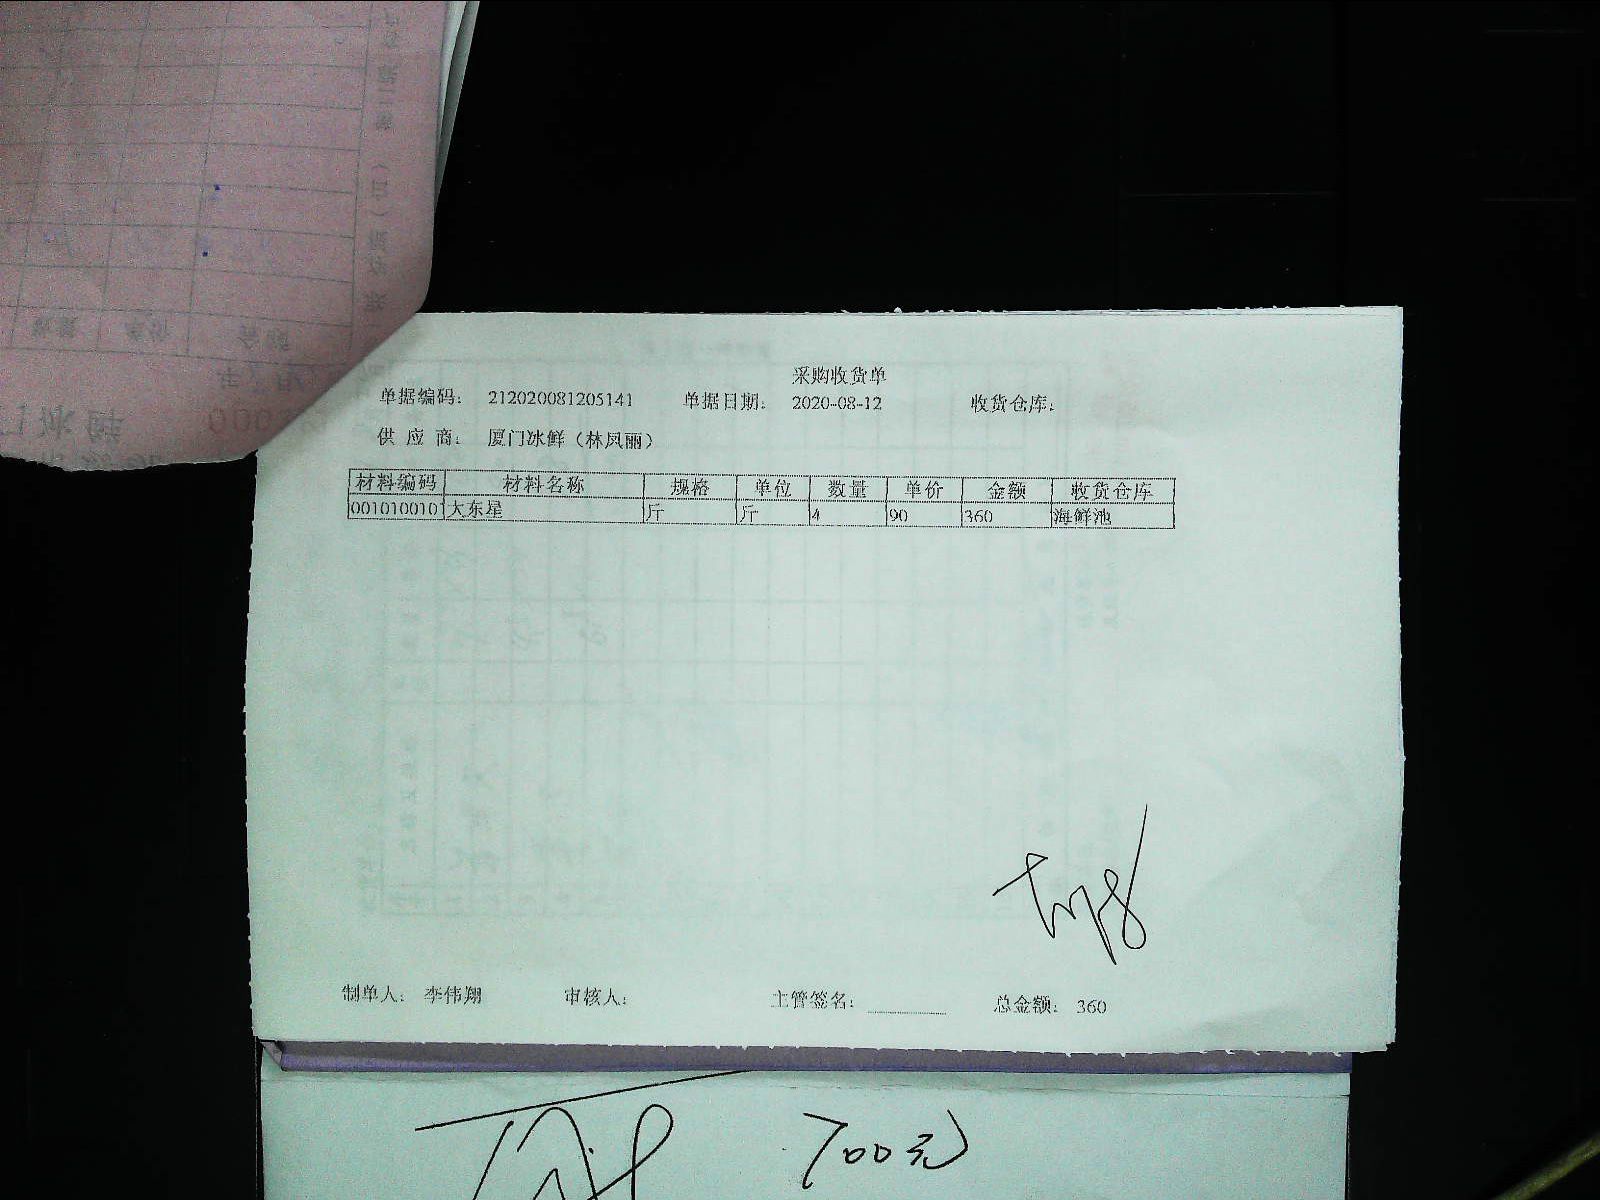 采购收货单
单据编码： 212020081205141 单据日期： 2020-08-12 收货仓库：
供 应 商： 厦门冰鲜（林凤丽）
材料编码 材料名称 规格 单位 数量 单价 金额 收货仓库
001010010 大东星 斤 斤 4 90 360 海鲜池
制单人： 李伟翔 审核人： 主管签名： 总金额： 360
700元